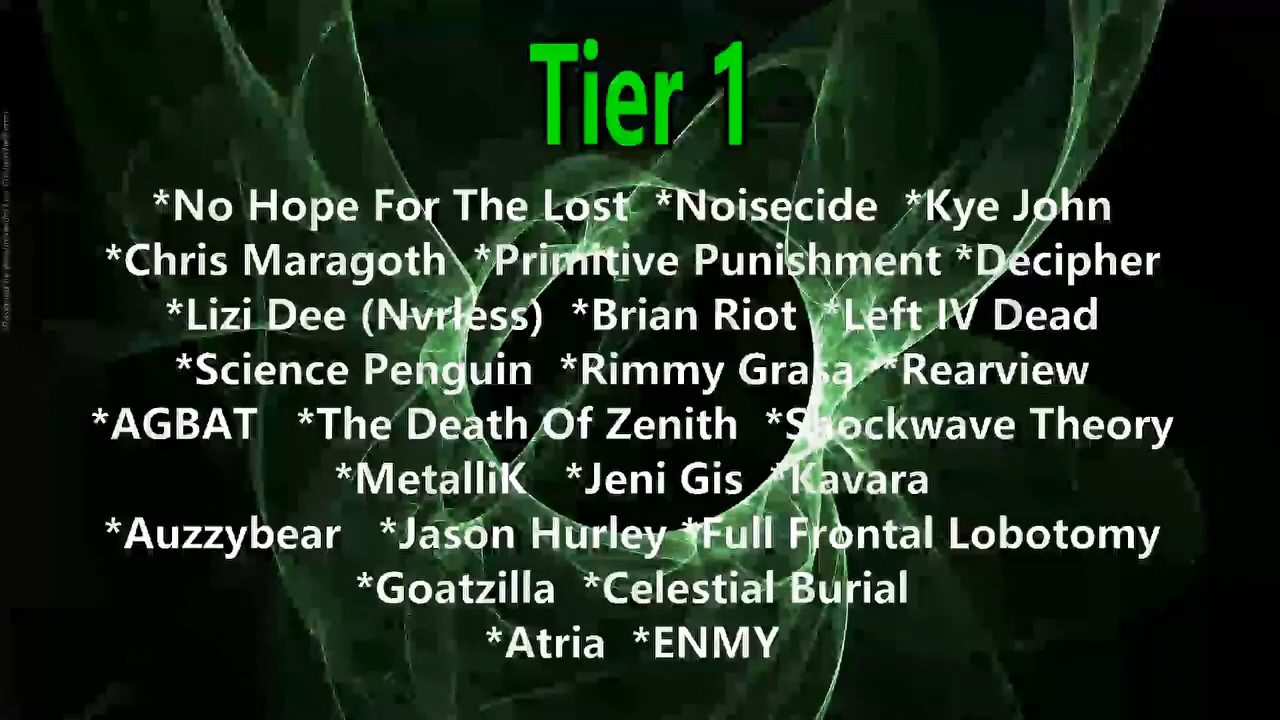 Tier 1
*No Hope For The Lost *Noisecide *Kye John
*Chris Maragoth *Primitive Punishment *Decipher
*Lizi Dee (Nvrless) *Brian Riot *Left IV Dead
*Science Penguin *Rimmy Grasa *Rearview
*AGBAT *The Death Of Zenith *Shockwave Theory
*MetalliK *Jeni Gis *Kavara
*Auzzybear *Jason Hurley *Full Frontal Lobotomy
*Goatzilla *Celestial Burial
*Atria *ENMY